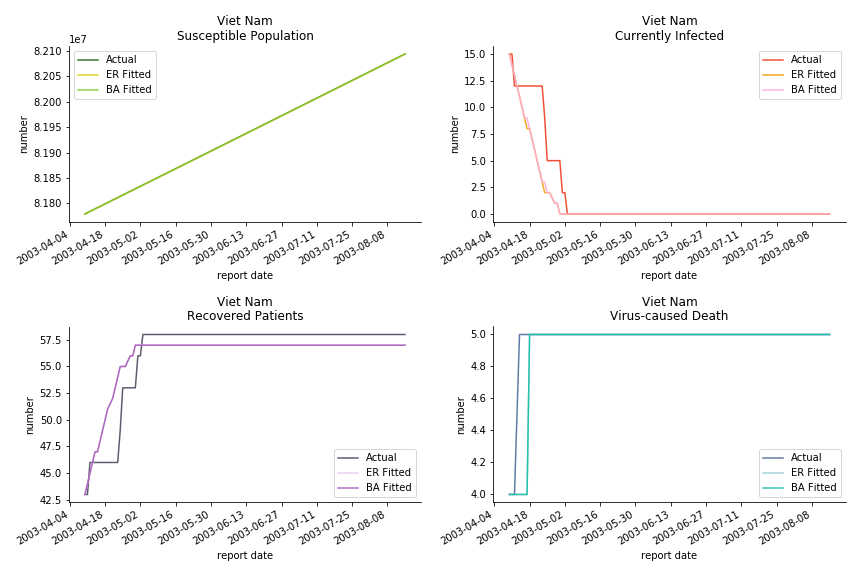 Viet Nam
Susceptible Population
1e7
8.210
8.205
8.200
8.195
8.190
8.185
8.180
number
Actual
ER Fitted
BA Fitted
2003-04-04
2003-04-18
2003-05-02
2003-05-16
2003-05-30
2003-06-13
2003-06-27
2003-07-11
2003-07-25
2003-08-08
report date
Viet Nam
Currently Infected
15.0
12.5
10.0
7.5
5.0
2.5
0.0
number
Actual
ER Fitted
BA Fitted
2003-04-04
2003-04-18
2003-05-02
2003-05-16
2003-05-30
2003-06-13
2003-06-27
2003-07-11
2003-07-25
2003-08-08
report date
Viet Nam
Recovered Patients
57.5
55.0
52.5
50.0
47.5
45.0
42.5
number
Actual
ER Fitted
BA Fitted
2003-04-04
2003-04-18
2003-05-02
2003-05-16
2003-05-30
2003-06-13
2003-06-27
2003-07-11
2003-07-25
2003-08-08
report date
Viet Nam
Virus-caused Death
5.0
4.8
4.6
4.4
4.2
4.0
number
Actual
ER Fitted
BA Fitted
2003-04-04
2003-04-18
2003-05-02
2003-05-16
2003-05-30
2003-06-13
2003-06-27
2003-07-11
2003-07-25
2003-08-08
report date